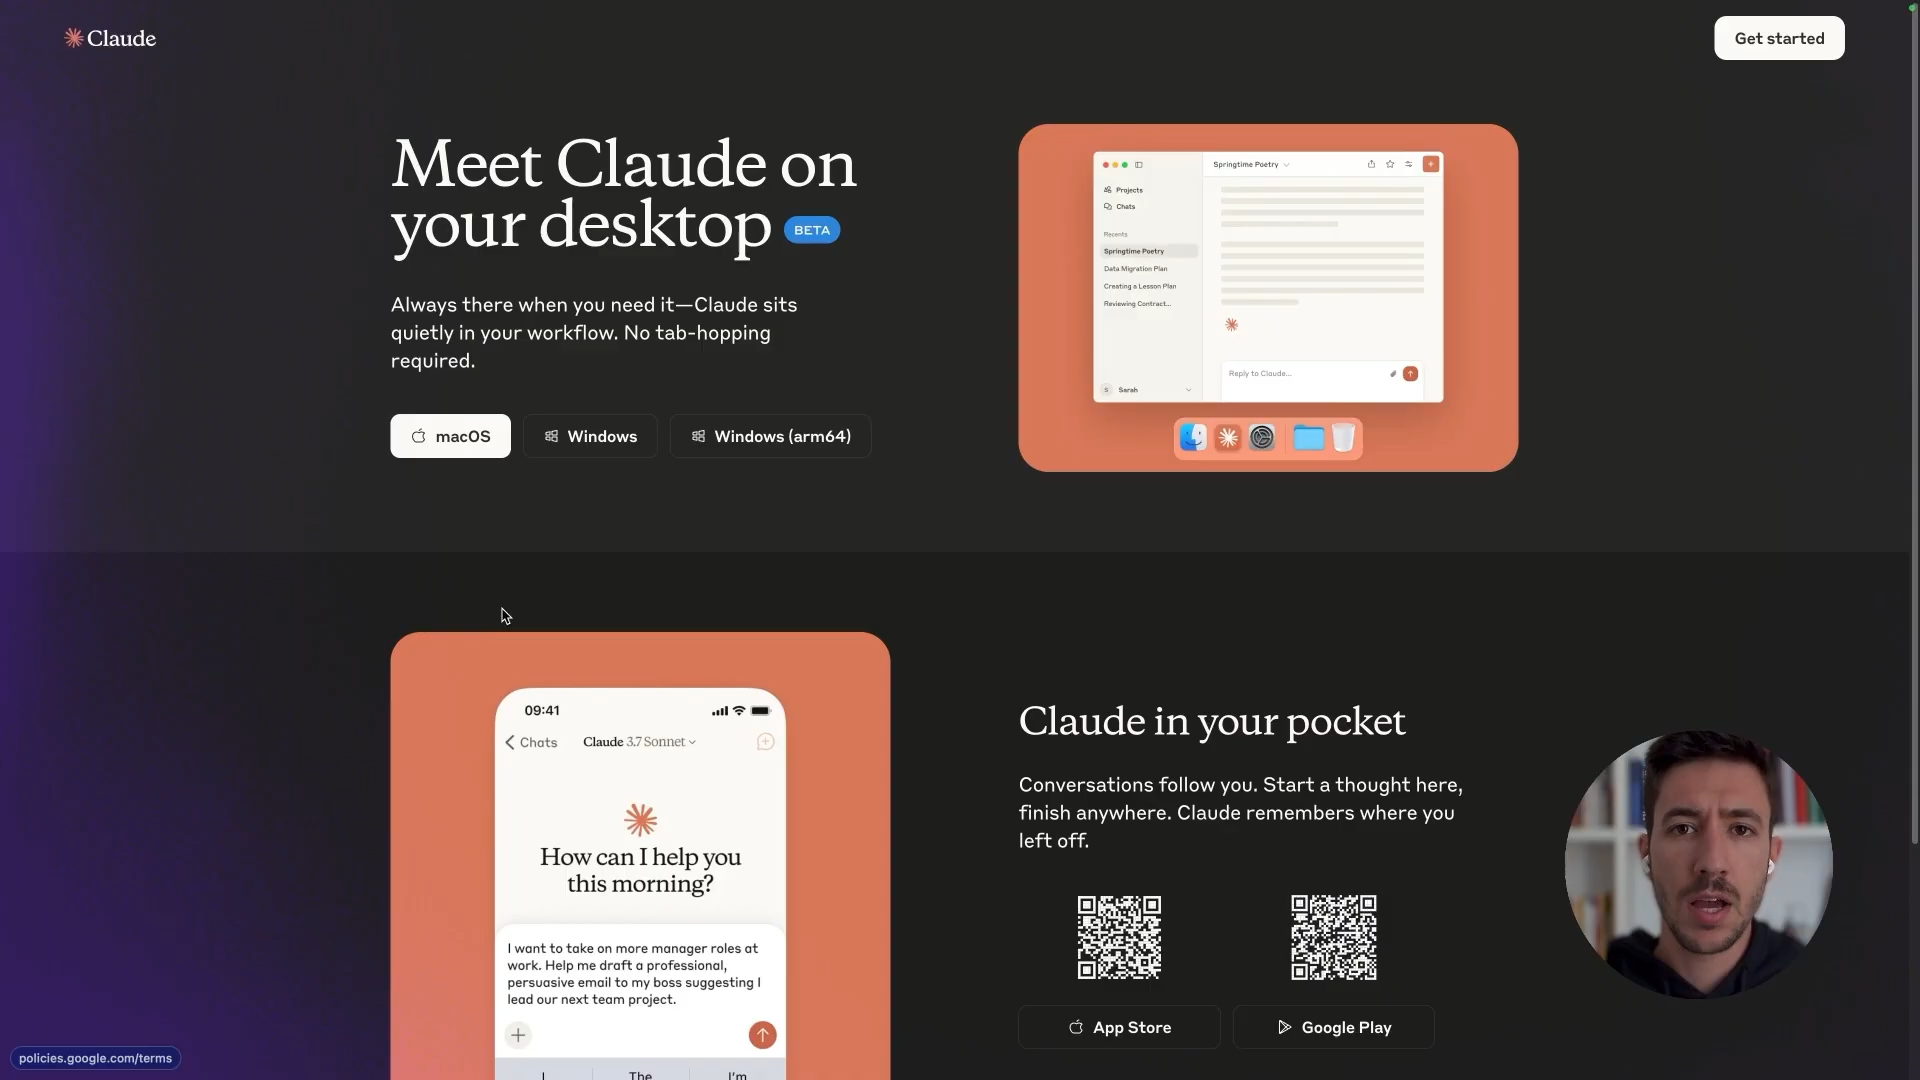 Claude
Get started
Meet Claude on
your desktop BETA
Always there when you need it—Claude sits
quietly in your workflow. No tab-hopping
required.
macOS
Windows
Windows (arm64)
Springtime Poetry
Projects
Chats
Recents
Springtime Poetry
Data Migration Plan
Creating a Lesson Plan
Reviewing Contract...
Reply to Claude...
S Sarah
09:41
Chats
Claude 3.7 Sonnet
How can I help you
this morning?
I want to take on more manager roles at
work. Help me draft a professional,
persuasive email to my boss suggesting I
lead our next team project.
I The I'm
Claude in your pocket
Conversations follow you. Start a thought here,
finish anywhere. Claude remembers where you
left off.
App Store
Google Play
policies.google.com/terms